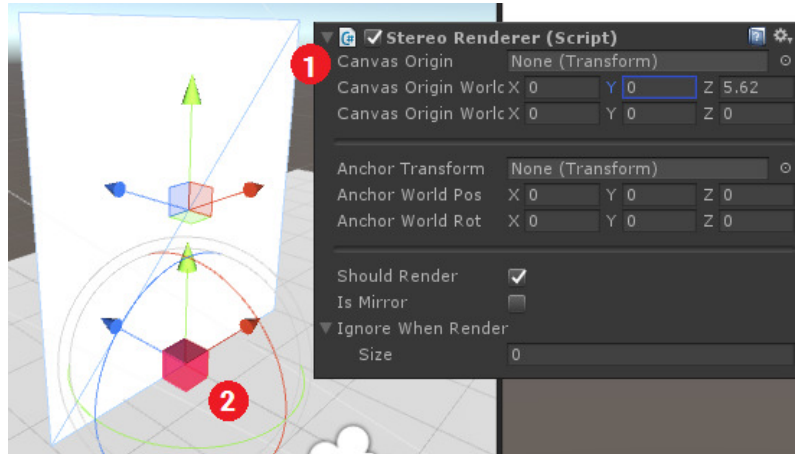 Stereo Renderer (Script)
1 Canvas Origin None (Transform)
Canvas Origin Worlc X 0 Y 0 Z 5.62
Canvas Origin Worlc X 0 Y 0 Z 0
Anchor Transform None (Transform)
Anchor World Pos X 0 Y 0 Z 0
Anchor World Rot X 0 Y 0 Z 0
Should Render
Is Mirror
Ignore When Render
Size 0
2